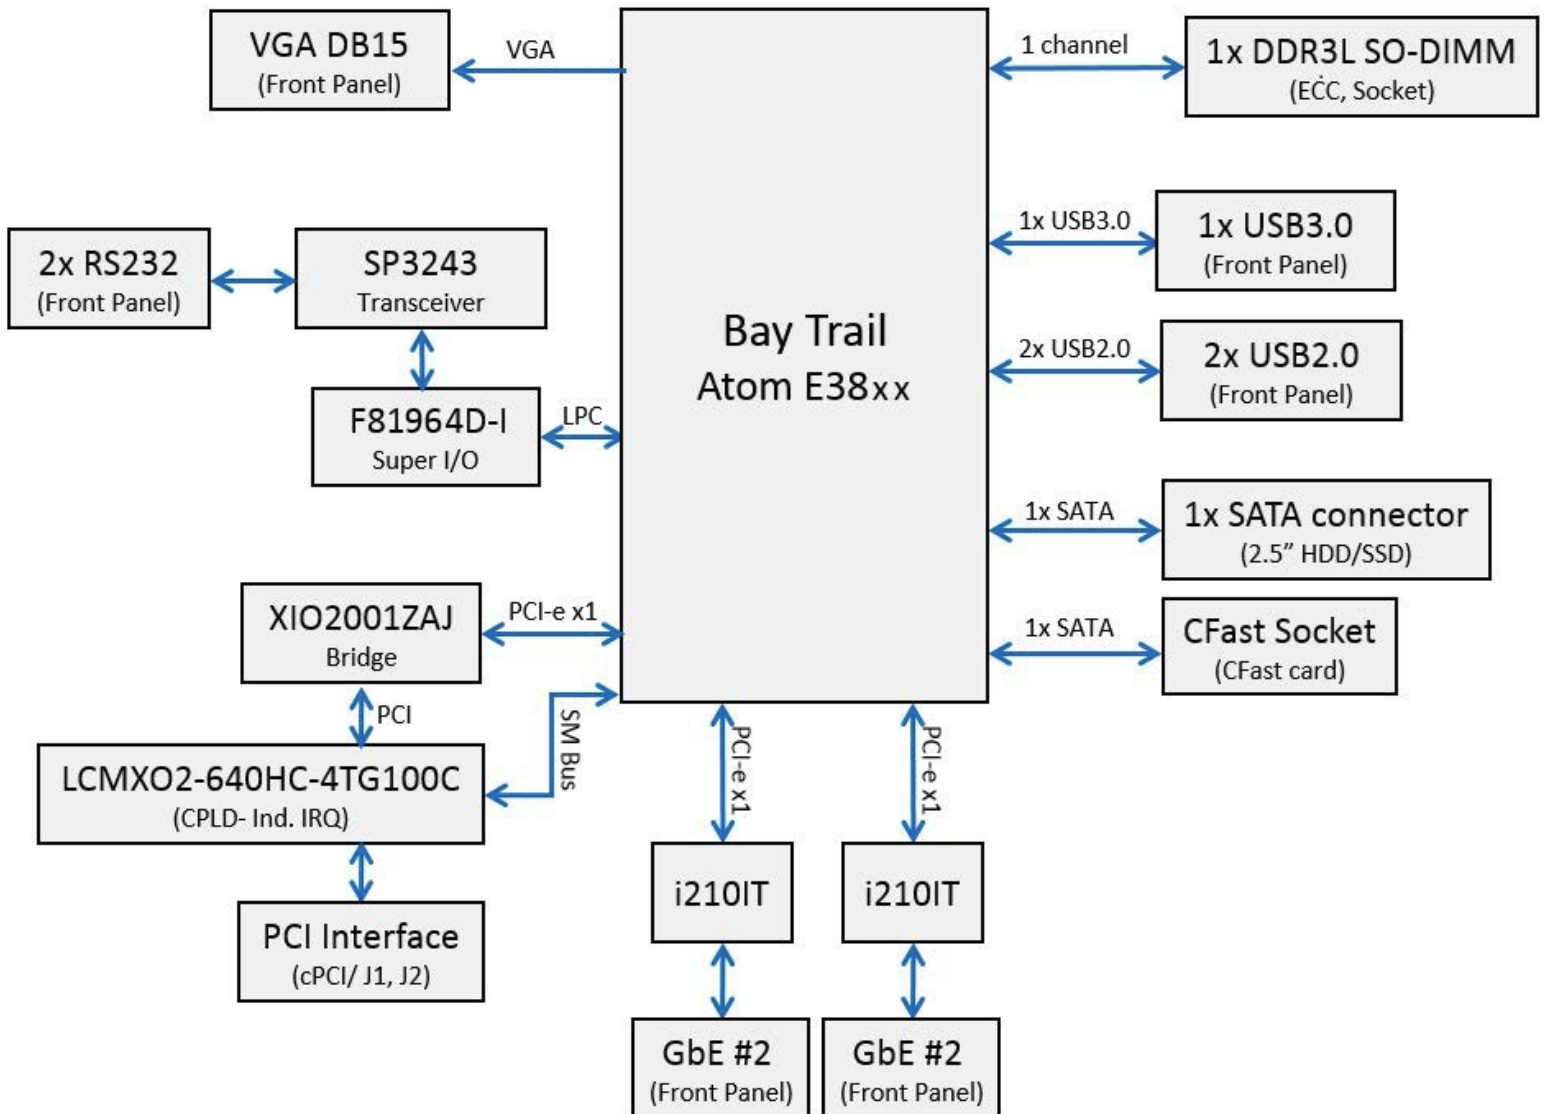 VGA DB15
(Front Panel)
VGA
1 channel
1x DDR3L SO-DIMM
(EĊC, Socket)
2x RS232
(Front Panel)
SP3243
Transceiver
F81964D-I
Super I/O
LPC
Bay Trail
Atom E38xx
1x USB3.0
1x USB3.0
(Front Panel)
2x USB2.0
2x USB2.0
(Front Panel)
1x SATA
1x SATA connector
(2.5” HDD/SSD)
1x SATA
CFast Socket
(CFast card)
XIO2001ZAJ
Bridge
PCI-e x1
PCI
SM Bus
LCMXO2-640HC-4TG100C
(CPLD- Ind. IRQ)
PCI Interface
(cPCI/ J1, J2)
PCI-e x1
PCI-e x1
i210IT
i210IT
GbE #2
(Front Panel)
GbE #2
(Front Panel)